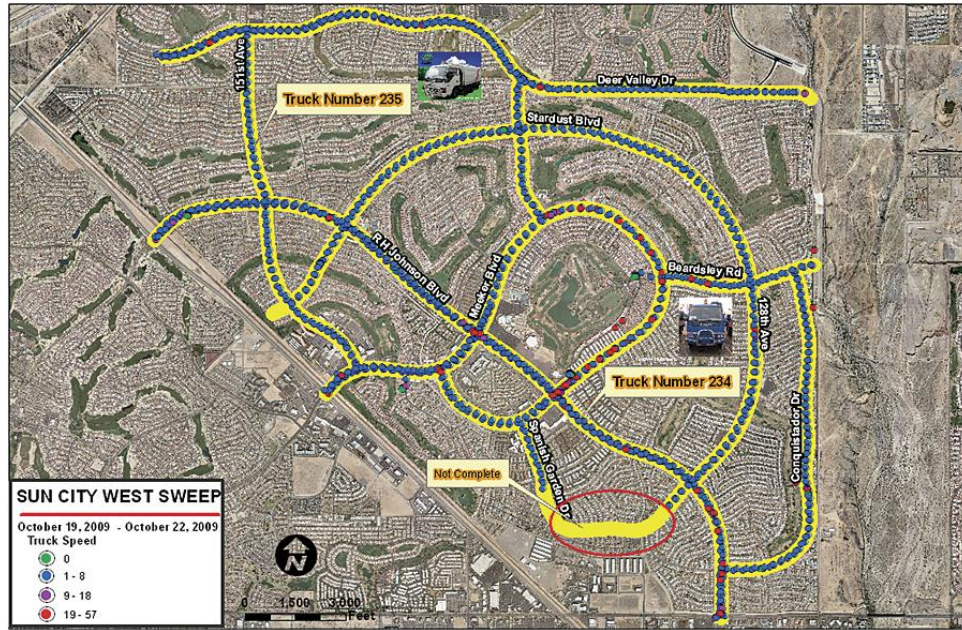 151st Ave
Truck Number 235
Deer Valley Dr
Stardust Blvd
RH Johnson Blvd
Meeker Blvd
Beardsley Rd
128th Ave
Truck Number 234
Spanish Garden Dr
Conquistador Dr
Not Complete
SUN CITY WEST SWEEP
October 19, 2009 - October 22, 2009
Truck Speed
0
1 - 8
9 - 18
19 - 57
N
0 1,500 3,000
Feet